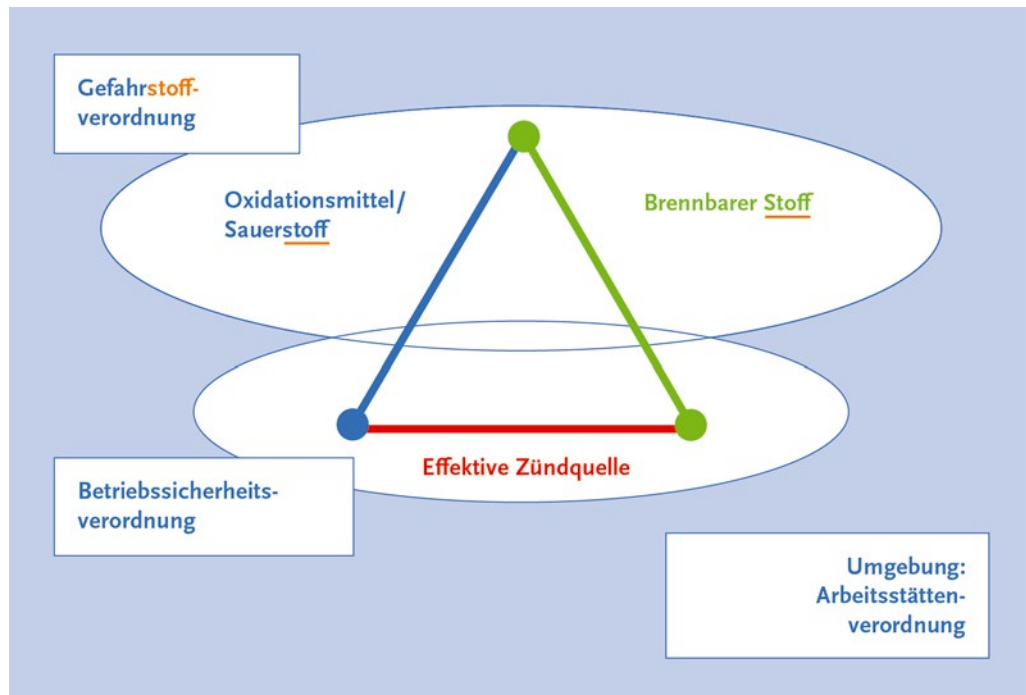 Gefahrstoff-
verordnung
Oxidationsmittel/
Sauerstoff
Brennbarer Stoff
Effektive Zündquelle
Betriebssicherheits-
verordnung
Umgebung:
Arbeitsstätten-
verordnung